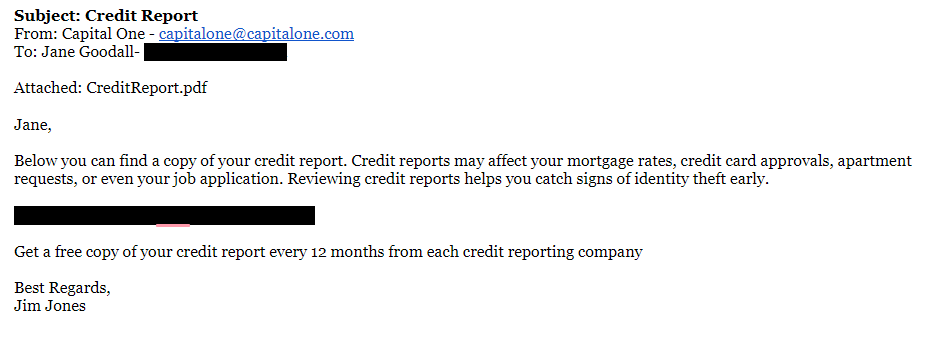 Subject: Credit Report
From: Capital One - capitalone@capitalone.com
To: Jane Goodall-
Attached: CreditReport.pdf
Jane,
Below you can find a copy of your credit report. Credit reports may affect your mortgage rates, credit card approvals, apartment
requests, or even your job application. Reviewing credit reports helps you catch signs of identity theft early.
Get a free copy of your credit report every 12 months from each credit reporting company
Best Regards,
Jim Jones